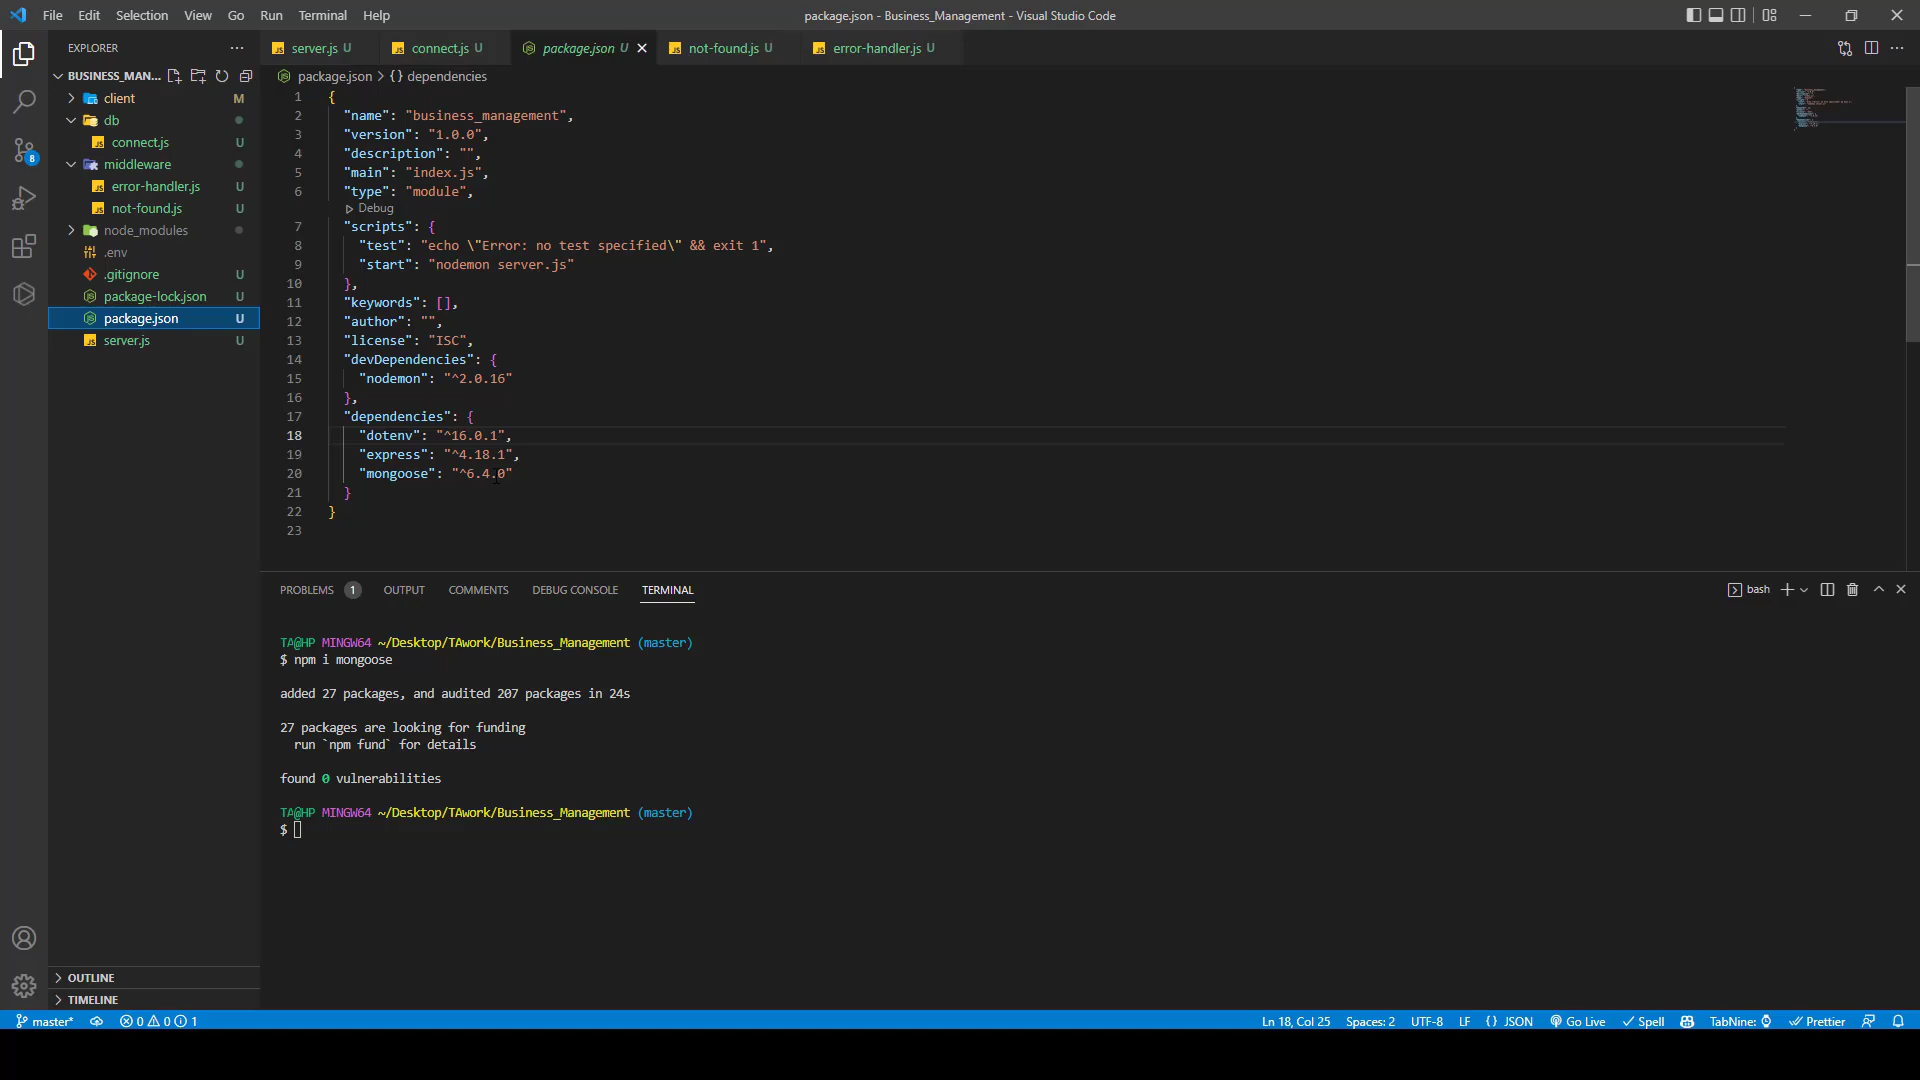 File Edit Selection View Go Run Terminal Help
package.json - Business_Management - Visual Studio Code
EXPLORER
BUSINESS_MAN...
client M
db
connect.js U
middleware
error-handler.js U
not-found.js U
node_modules
.env
.gitignore U
package-lock.json U
package.json U
server.js U
OUTLINE
TIMELINE
8
server.js U
connect.js U
package.json U
not-found.js U
error-handler.js U
package.json > {} dependencies
1 {
2 "name": "business_management",
3 "version": "1.0.0",
4 "description": "",
5 "main": "index.js",
6 "type": "module",
Debug
7 "scripts": {
8 "test": "echo \"Error: no test specified\" && exit 1",
9 "start": "nodemon server.js"
10 },
11 "keywords": [],
12 "author": "",
13 "license": "ISC",
14 "devDependencies": {
15 "nodemon": "^2.0.16"
16 },
17 "dependencies": {
18 "dotenv": "^16.0.1",
19 "express": "^4.18.1",
20 "mongoose": "^6.4.0"
21 }
22 }
23
PROBLEMS 1 OUTPUT COMMENTS DEBUG CONSOLE TERMINAL
bash
TA@HP MINGW64 ~/Desktop/TAwork/Business_Management (master)
$ npm i mongoose
added 27 packages, and audited 207 packages in 24s
27 packages are looking for funding
run `npm fund` for details
found 0 vulnerabilities
TA@HP MINGW64 ~/Desktop/TAwork/Business_Management (master)
$
master* 0 0 1
Ln 18, Col 25 Spaces: 2 UTF-8 LF {} JSON Go Live Spell TabNine: Prettier